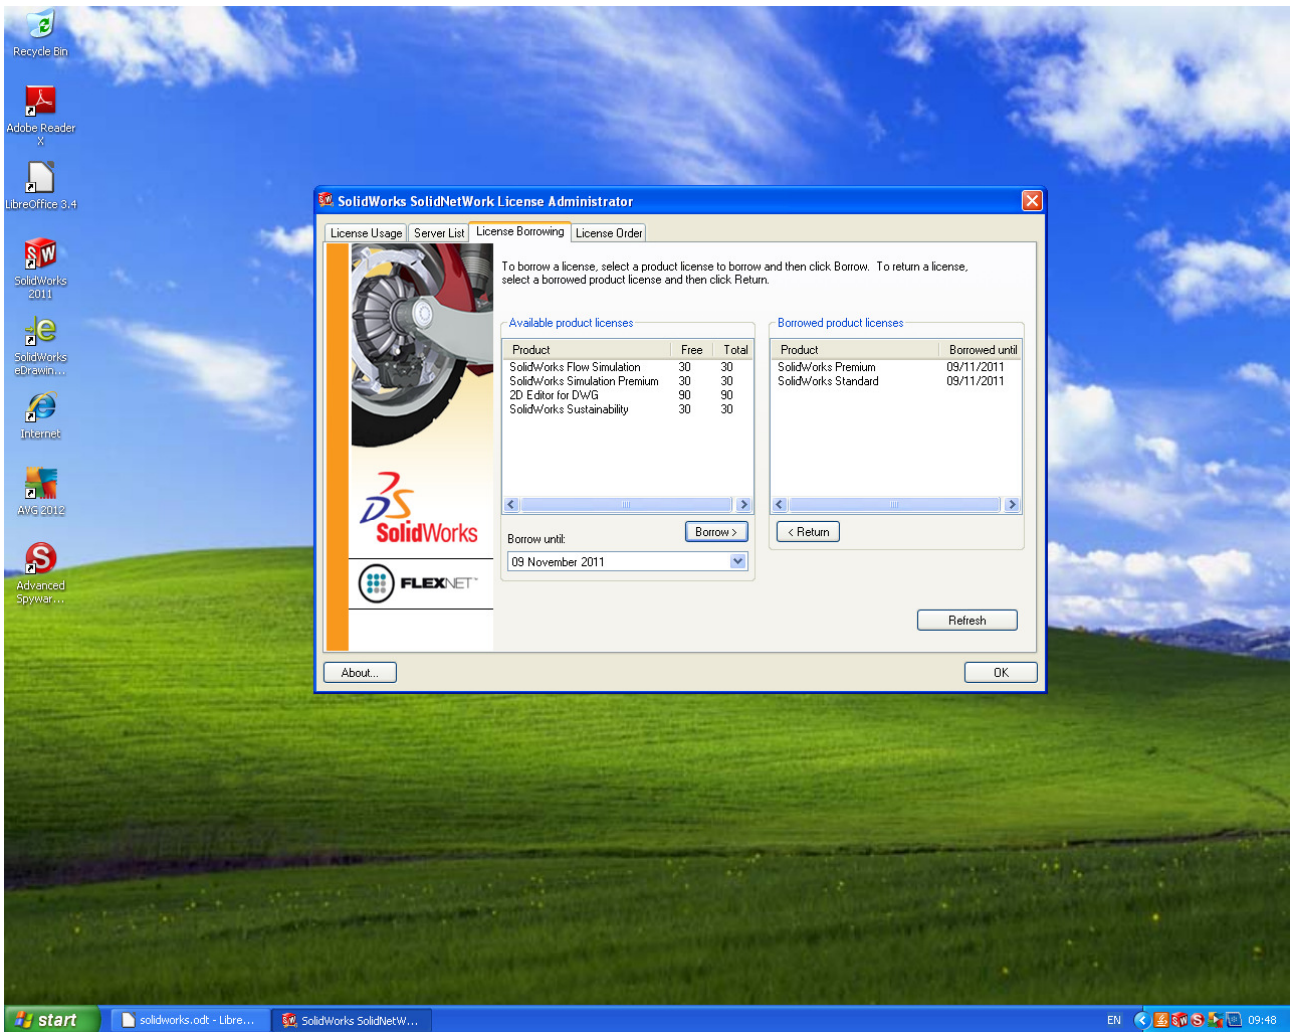 Recycle Bin
Adobe Reader
X
LibreOffice 3.4
SolidWorks
2011
SolidWorks
eDrawin...
Internet
AVG 2012
Advanced
Spywar...
SolidWorks SolidNetWork License Administrator
License Usage Server List License Borrowing License Order
To borrow a license, select a product license to borrow and then click Borrow. To return a license,
select a borrowed product license and then click Return.
Available product licenses
Product Free Total
SolidWorks Flow Simulation 30 30
SolidWorks Simulation Premium 30 30
2D Editor for DWG 90 90
SolidWorks Sustainability 30 30
Borrow >
Borrow until:
09 November 2011
Borrowed product licenses
Product Borrowed until
SolidWorks Premium 09/11/2011
SolidWorks Standard 09/11/2011
< Return
SolidWorks
FLEXNET
Refresh
About...
OK
start
solidworks.odt - Libre...
SolidWorks SolidNetW...
EN
09:48